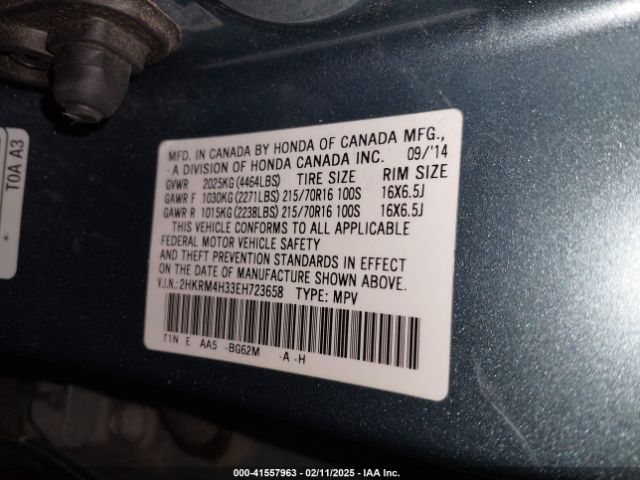 TOA A3
MFD. IN CANADA BY HONDA OF CANADA MFG.,
-A DIVISION OF HONDA CANADA INC. 09/'14
GVWR 2025KG(4464LBS) TIRE SIZE RIM SIZE
GAWR F 1030KG(2271LBS) 215/70R16 100S 16X6.5J
GAWR R 1015KG(2238LBS) 215/70R16 100S 16X6.5J
THIS VEHICLE CONFORMS TO ALL APPLICABLE
FEDERAL MOTOR VEHICLE SAFETY
AND THEFT PREVENTION STANDARDS IN EFFECT
ON THE DATE OF MANUFACTURE SHOWN ABOVE.
V.I.N.: 2HKRM4H33EH723658 TYPE: MPV
T1N E AA5 -BG62M -A -H
000-41557963 - 02/11/2025 - IAA Inc.